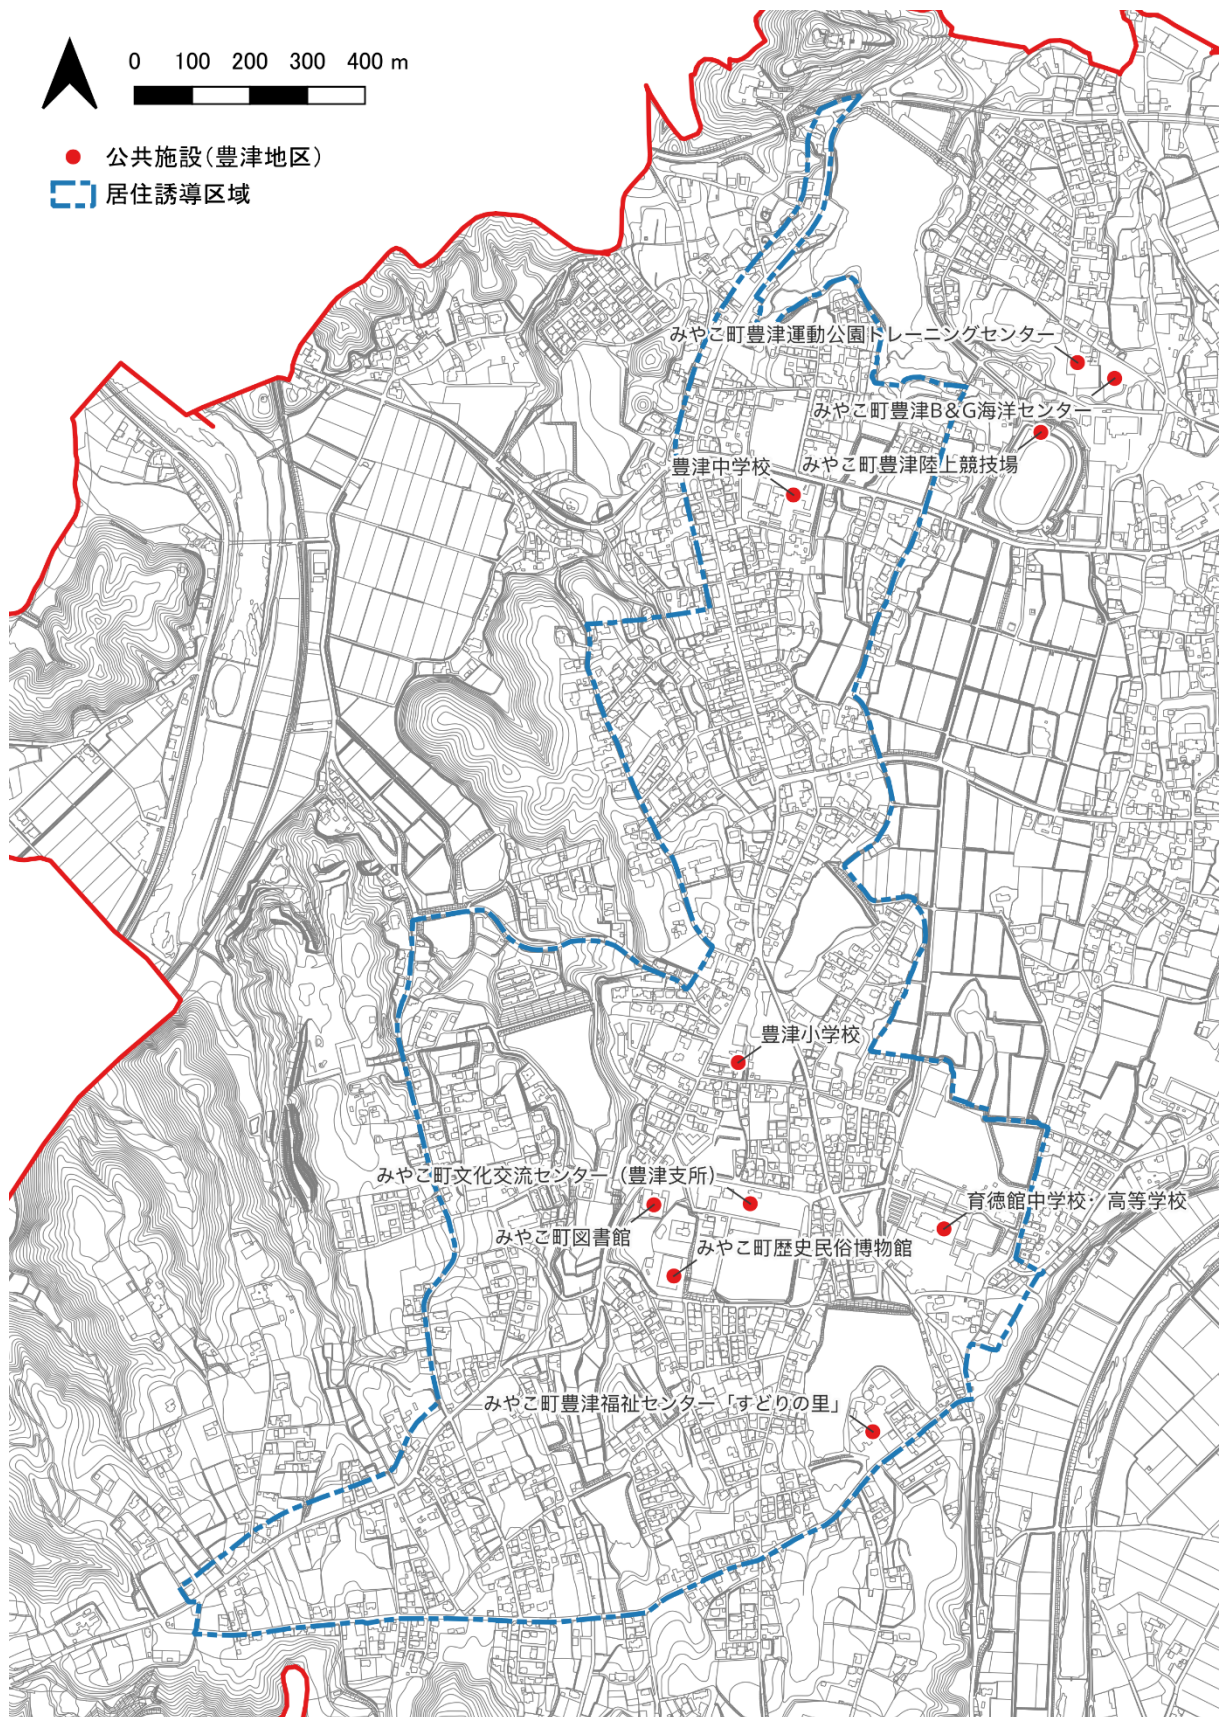 0 100 200 300 400 m
公共施設(豊津地区)
居住誘導区域
みやこ町豊津運動公園トレーニングセンター
みやこ町豊津B&G海洋センター
みやこ町豊津陸上競技場
豊津中学校
豊津小学校
みやこ町文化交流センター（豊津支所）
育徳館中学校・高等学校
みやこ町図書館
みやこ町歴史民俗博物館
みやこ町豊津福祉センター「すどりの里」